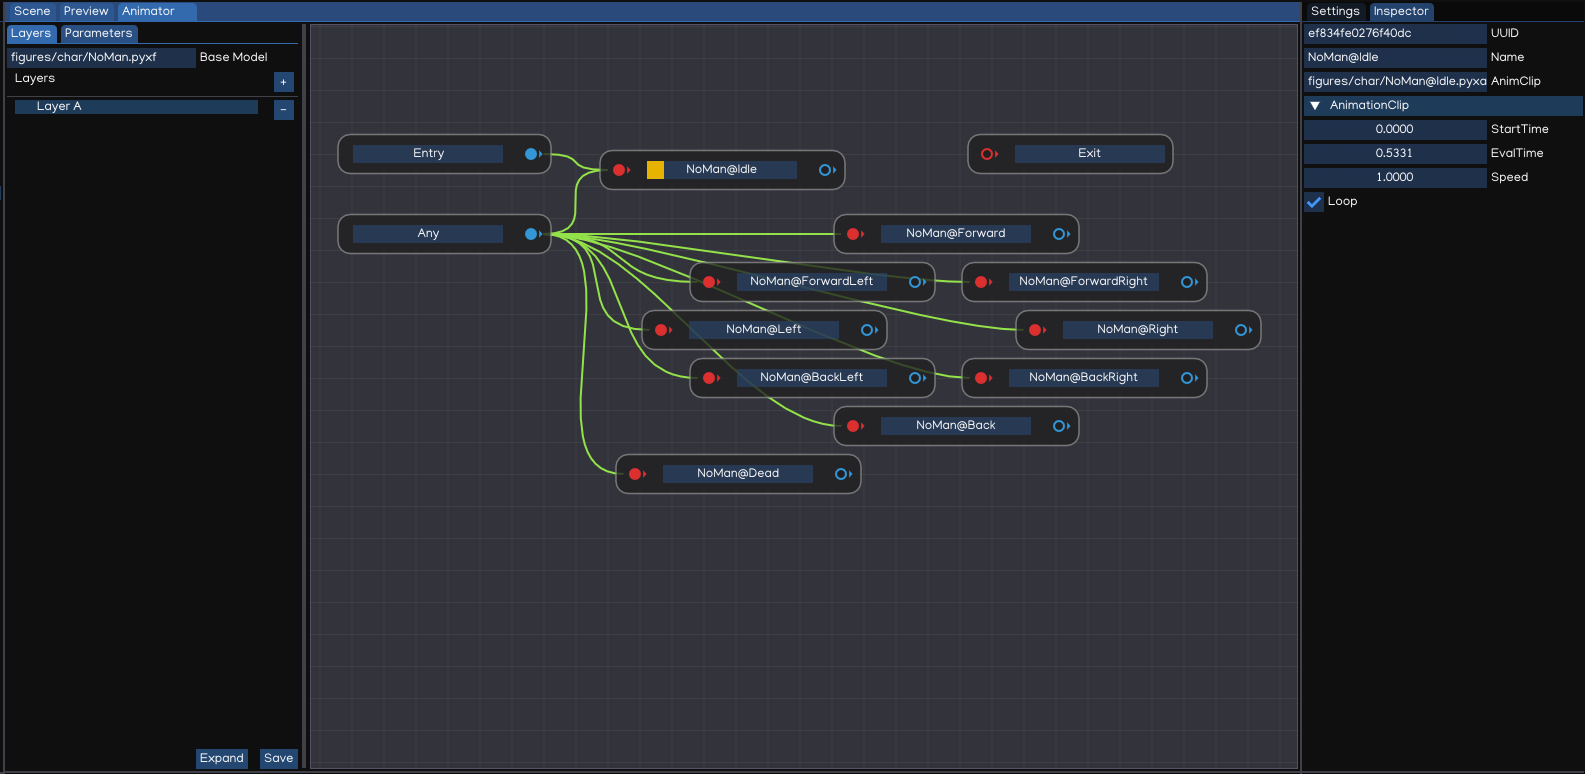 Scene Preview Animator
Layers Parameters
figures/char/NoMan.pyxf Base Model
Layers +
Layer A -
Expand Save
Entry
NoMan@Idle
Exit
Any
NoMan@Forward
NoMan@ForwardLeft
NoMan@ForwardRight
NoMan@Left
NoMan@Right
NoMan@BackLeft
NoMan@BackRight
NoMan@Back
NoMan@Dead
Settings Inspector
ef834fe0276f40dc UUID
NoMan@Idle Name
figures/char/NoMan@Idle.pyxa AnimClip
AnimationClip
0.0000 StartTime
0.5331 EvalTime
1.0000 Speed
Loop